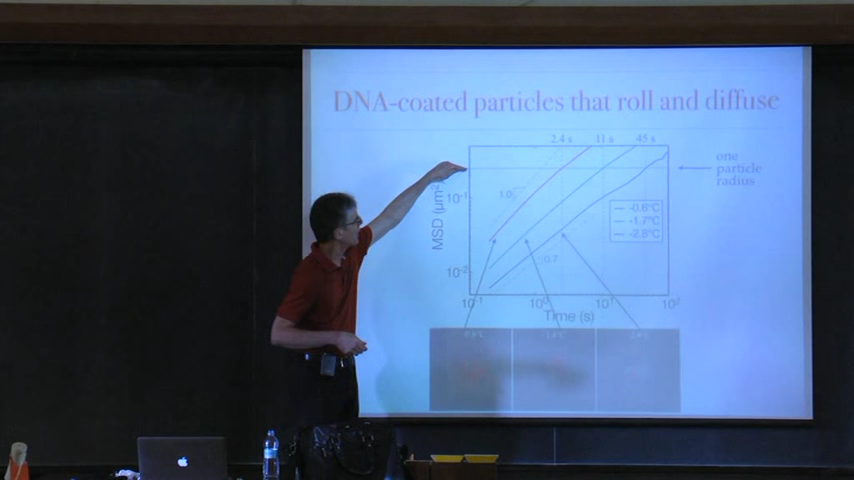 DNA-coated particles that roll and diffuse
2.4 s 11 s 45 s
one
particle
radius
1.0
10-1
MSD (μm2)
-0.6°C
-1.7°C
-2.8°C
0.7
10-2
10-1 100 101 102
Time (s)